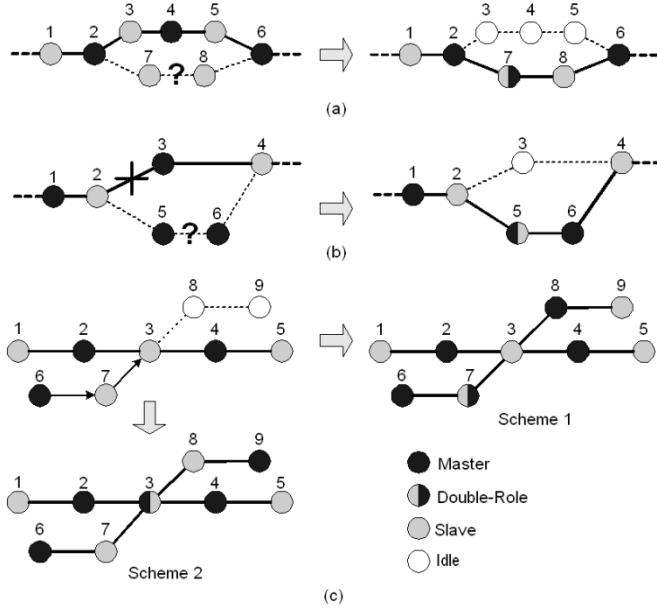 3 4 5
1 2 6
7 8
?
3 4 5
1 2 6
7 8
(a)
3 4
1 2
5 6
?
3 4
1 2
5 6
(b)
8 9
1 2 3 4 5
6 7
8 9
1 2 3 4 5
6 7
Scheme 1
8 9
1 2 3 4 5
6 7
Scheme 2
Master
Double-Role
Slave
Idle
(c)